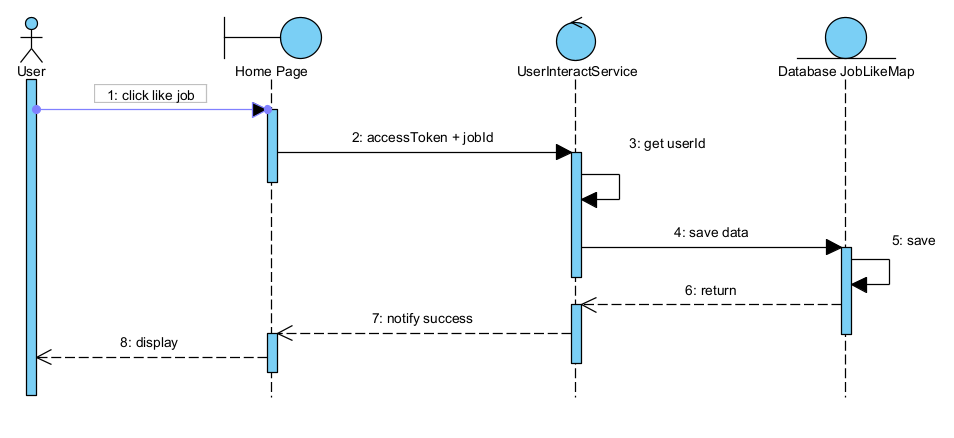 User
Home Page
UserInteractService
Database JobLikeMap
1: click like job
2: accessToken + jobId
3: get userId
4: save data
5: save
6: return
7: notify success
8: display